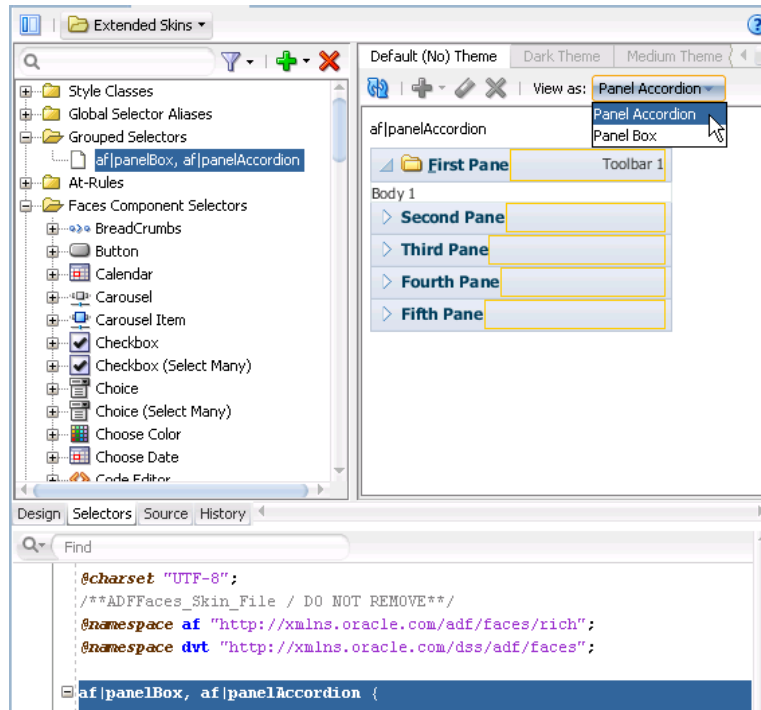 Extended Skins
Default (No) Theme
Dark Theme
Medium Theme
View as:
Panel Accordion
Panel Accordion
Panel Box
Style Classes
Global Selector Aliases
Grouped Selectors
af|panelBox, af|panelAccordion
At-Rules
Faces Component Selectors
BreadCrumbs
Button
Calendar
Carousel
Carousel Item
Checkbox
Checkbox (Select Many)
Choice
Choice (Select Many)
Choose Color
Choose Date
Code Editor
af|panelAccordion
First Pane
Toolbar 1
Body 1
Second Pane
Third Pane
Fourth Pane
Fifth Pane
Design Selectors Source History
Find
@charset "UTF-8";
/**ADFFaces_Skin_File / DO NOT REMOVE**/
@namespace af "http://xmlns.oracle.com/adf/faces/rich";
@namespace dvt "http://xmlns.oracle.com/dss/adf/faces";
af|panelBox, af|panelAccordion {